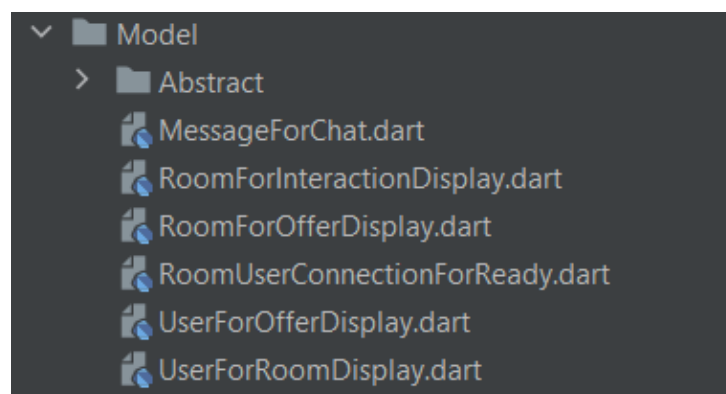 Model
Abstract
MessageForChat.dart
RoomForInteractionDisplay.dart
RoomForOfferDisplay.dart
RoomUserConnectionForReady.dart
UserForOfferDisplay.dart
UserForRoomDisplay.dart